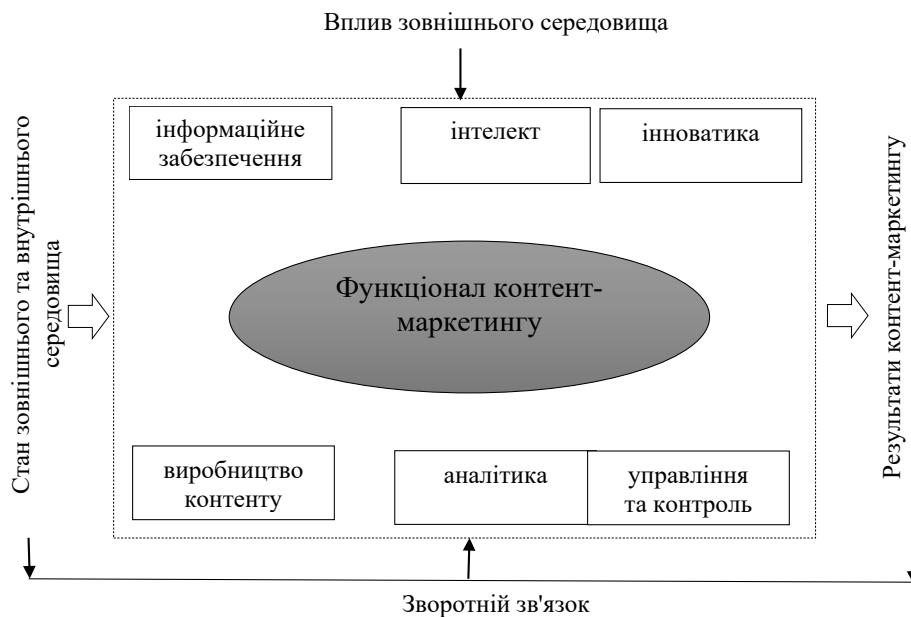 Вплив зовнішнього середовища
Стан зовнішнього та внутрішнього
середовища
інформаційне
забезпечення
інтелект
інноватика
Функціонал контент-
маркетингу
виробництво
контенту
аналітика
управління
та контроль
Результати контент-маркетингу
Зворотній зв'язок